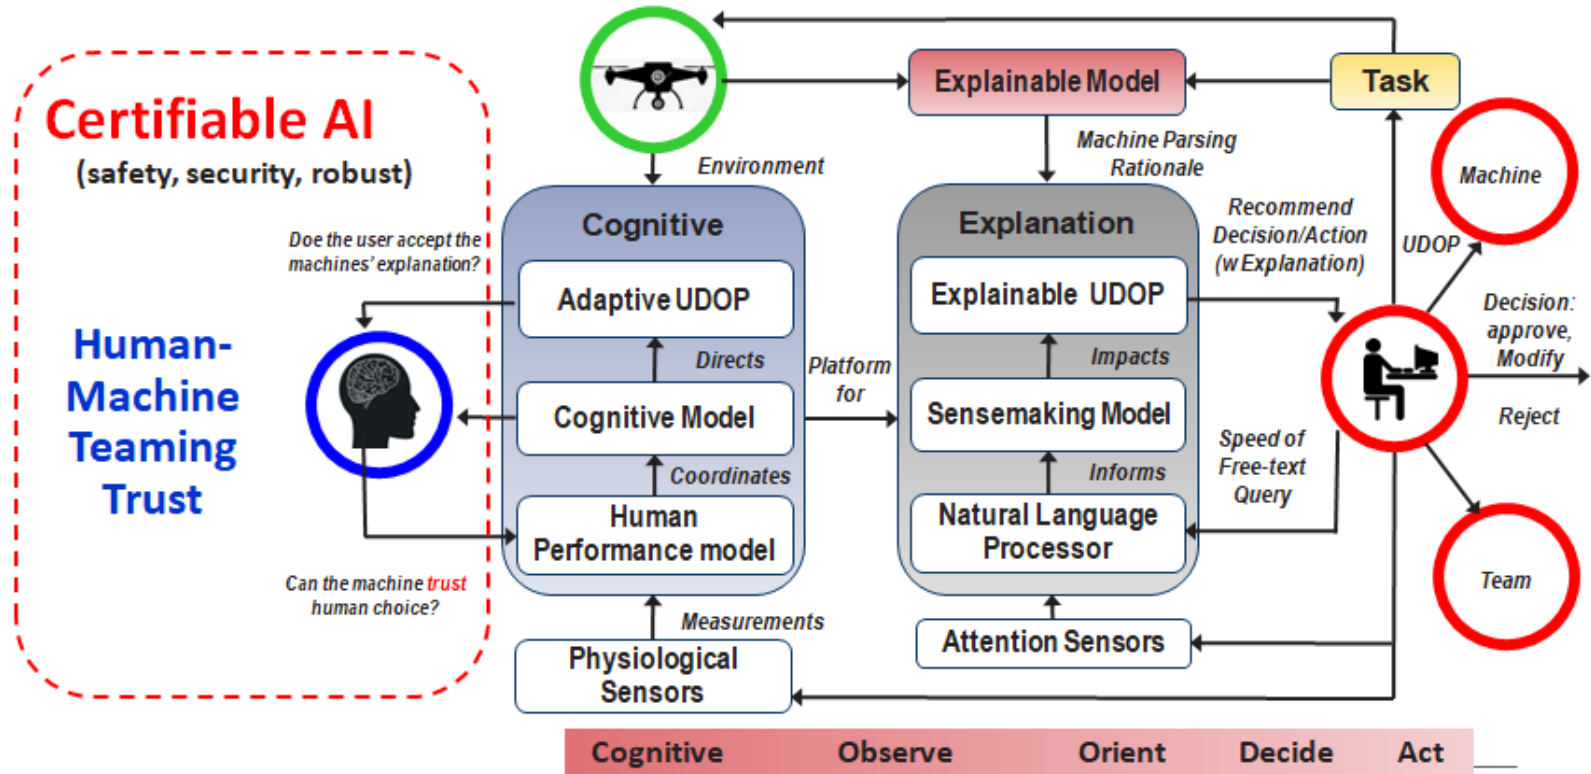 Certifiable AI
(safety, security, robust)
Doe the user accept the
machines' explanation?
Human-
Machine
Teaming
Trust
Can the machine trust
human choice?
Environment
Cognitive
Adaptive UDOP
Directs
Cognitive Model
Coordinates
Human
Performance model
Measurements
Physiological
Sensors
Platform
for
Explainable Model
Machine Parsing
Rationale
Explanation
Explainable UDOP
Impacts
Sensemaking Model
Informs
Natural Language
Processor
Attention Sensors
Recommend
Decision/Action
(w Explanation)
Speed of
Free-text
Query
Task
UDOP
Machine
Decision:
approve,
Modify
Reject
Team
Cognitive Observe Orient Decide Act